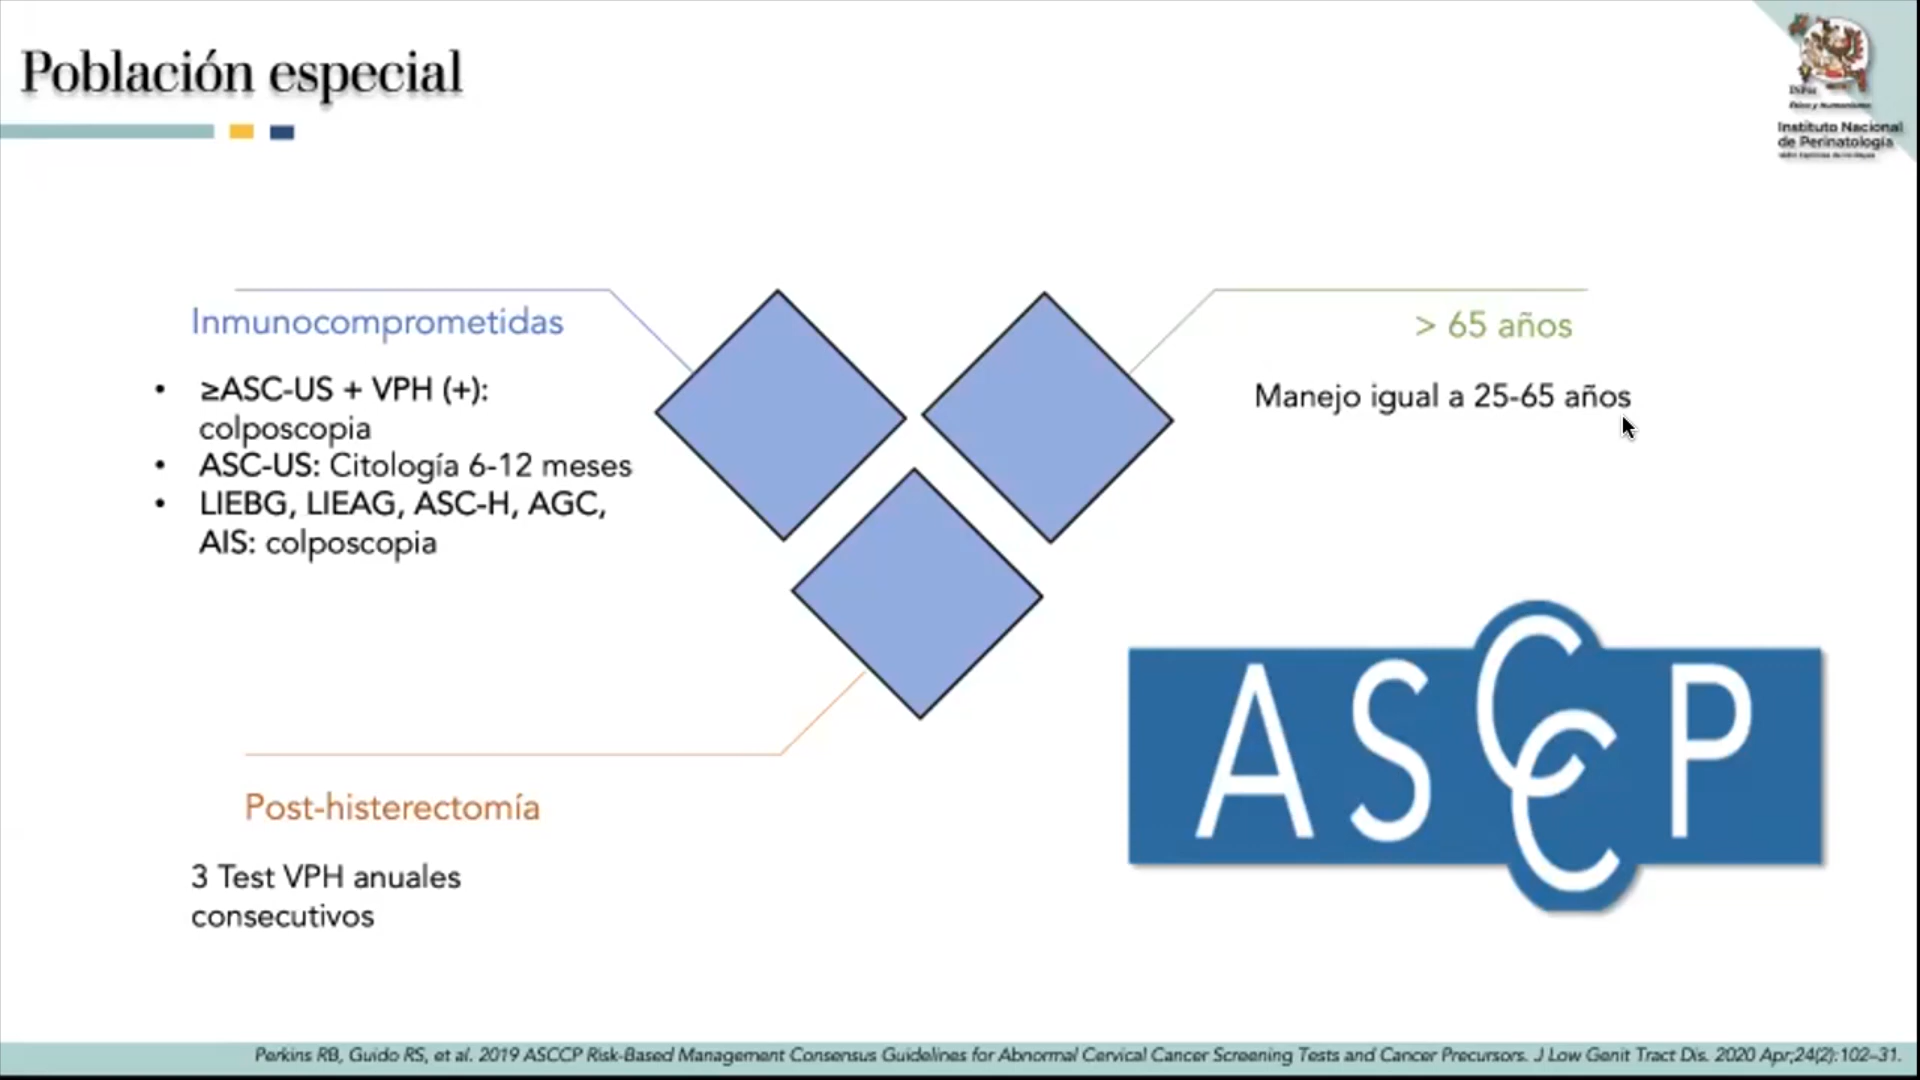 Población especial
INPer
Ética y Humanismo
Instituto Nacional
de Perinatología
Inmunocomprometidas
• ≥ASC-US + VPH (+):
colposcopia
• ASC-US: Citología 6-12 meses
• LIEBG, LIEAG, ASC-H, AGC,
AIS: colposcopia
> 65 años
Manejo igual a 25-65 años
Post-histerectomía
3 Test VPH anuales
consecutivos
ASCCP
Perkins RB, Guido RS, et al. 2019 ASCCP Risk-Based Management Consensus Guidelines for Abnormal Cervical Cancer Screening Tests and Cancer Precursors. J Low Genit Tract Dis. 2020 Apr;24(2):102–31.